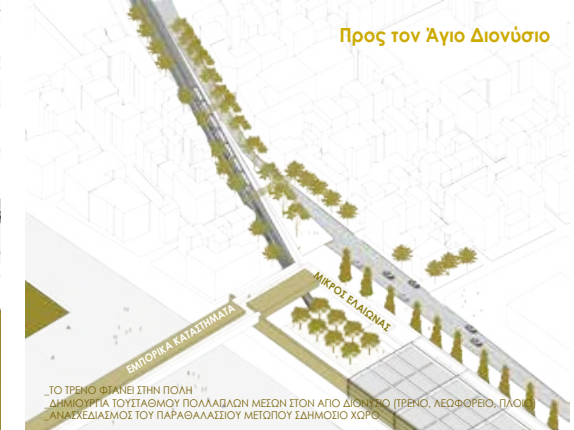 Προς τον Άγιο Διονύσιο
ΜΙΚΡΟΣ ΕΛΑΙΩΝΑΣ
ΕΜΠΟΡΙΚΑ ΚΑΤΑΣΤΗΜΑΤΑ
_ΤΟ ΤΡΕΝΟ ΦΤΑΝΕΙ ΣΤΗΝ ΠΟΛΗ
_ΔΗΜΙΟΥΡΓΙΑ ΤΟΥΣΤΑΘΜΟΥ ΠΟΛΛΑΠΛΩΝ ΜΕΣΩΝ ΣΤΟΝ ΑΓΙΟ ΔΙΟΝΥΣΙΟ (ΤΡΕΝΟ, ΛΕΩΦΟΡΕΙΟ, ΠΛΟΙΟ)
_ΑΝΑΣΧΕΔΙΑΣΜΟΣ ΤΟΥ ΠΑΡΑΘΑΛΑΣΣΙΟΥ ΜΕΤΩΠΟΥ ΣΔΗΜΟΣΙΟ ΧΩΡΟ